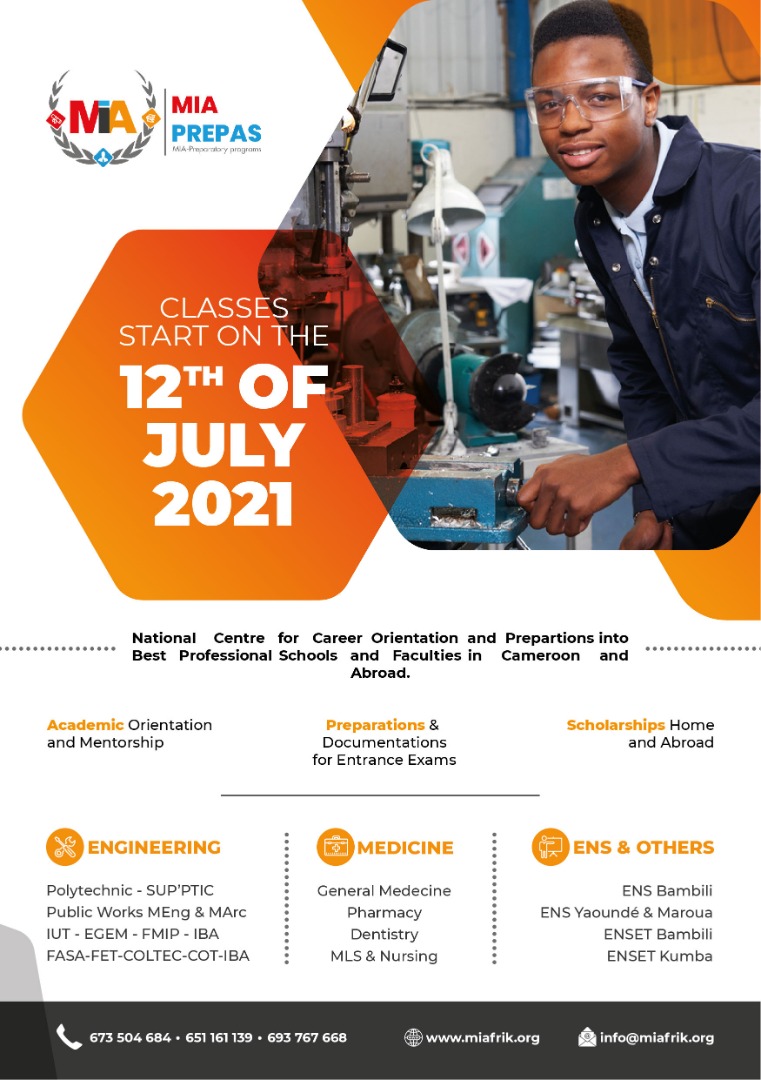 MiA
MIA
PREPAS
MIA-Preparatory programs
CLASSES
START ON THE
12TH OF
JULY
2021
National Centre for Career Orientation and Prepartions into
Best Professional Schools and Faculties in Cameroon and
Abroad.
Academic Orientation
and Mentorship
Preparations &
Documentations
for Entrance Exams
Scholarships Home
and Abroad
ENGINEERING
Polytechnic - SUP'PTIC
Public Works MEng & MArc
IUT - EGEM - FMIP - IBA
FASA-FET-COLTEC-COT-IBA
MEDICINE
General Medecine
Pharmacy
Dentistry
MLS & Nursing
ENS & OTHERS
ENS Bambili
ENS Yaoundé & Maroua
ENSET Bambili
ENSET Kumba
673 504 684 • 651 161 139 • 693 767 668
www.miafrik.org
info@miafrik.org